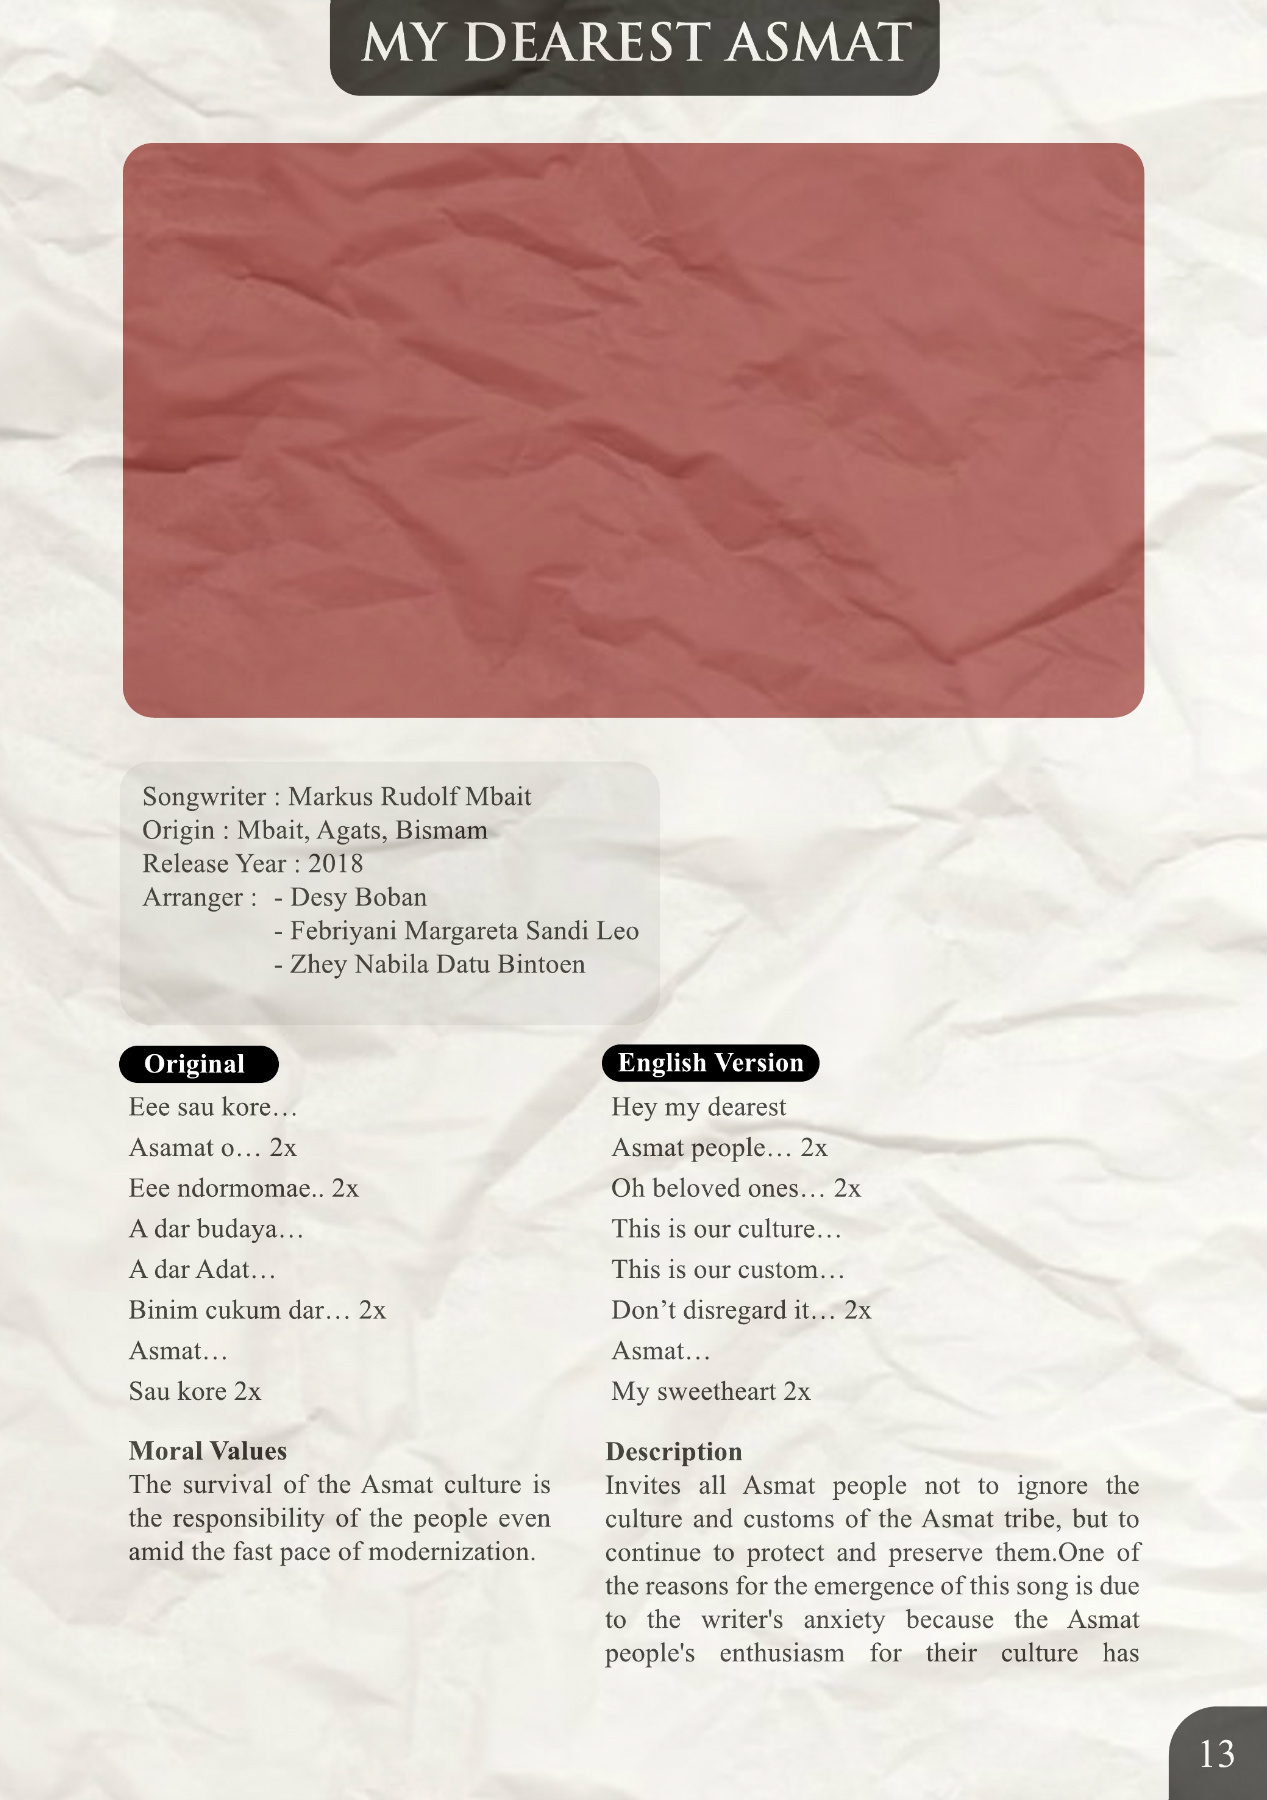 MY DEAREST ASMAT
Songwriter : Markus Rudolf Mbait
Origin : Mbait, Agats, Bismam
Release Year : 2018
Arranger : - Desy Boban
- Febriyani Margareta Sandi Leo
- Zhey Nabila Datu Bintoen
Original
Eee sau kore…
Asamat o… 2x
Eee ndormomae.. 2x
A dar budaya…
A dar Adat…
Binim cukum dar… 2x
Asmat…
Sau kore 2x
Moral Values
The survival of the Asmat culture is
the responsibility of the people even
amid the fast pace of modernization.
English Version
Hey my dearest
Asmat people… 2x
Oh beloved ones… 2x
This is our culture…
This is our custom…
Don’t disregard it… 2x
Asmat…
My sweetheart 2x
Description
Invites all Asmat people not to ignore the
culture and customs of the Asmat tribe, but to
continue to protect and preserve them.One of
the reasons for the emergence of this song is due
to the writer's anxiety because the Asmat
people's enthusiasm for their culture has
13